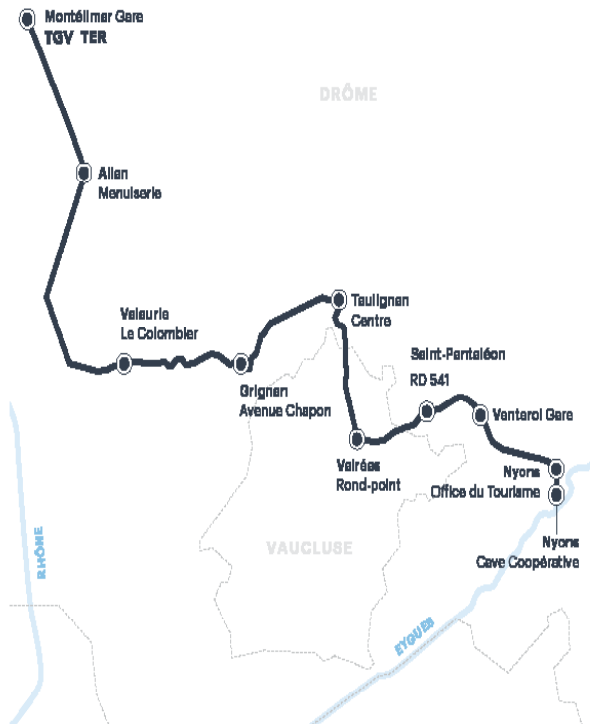 Montélimar Gare
TGV TER
DRÔME
Allan
Menuiserie
Valaurie
Le Colombier
Taulignan
Centre
Grignan
Avenue Chapon
Saint-Pantaléon
RD 541
Venterol Gare
Valréas
Rond-point
Nyons
Office du Tourisme
Nyons
Cave Coopérative
VAUCLUSE
RHÔNE
EYGUES